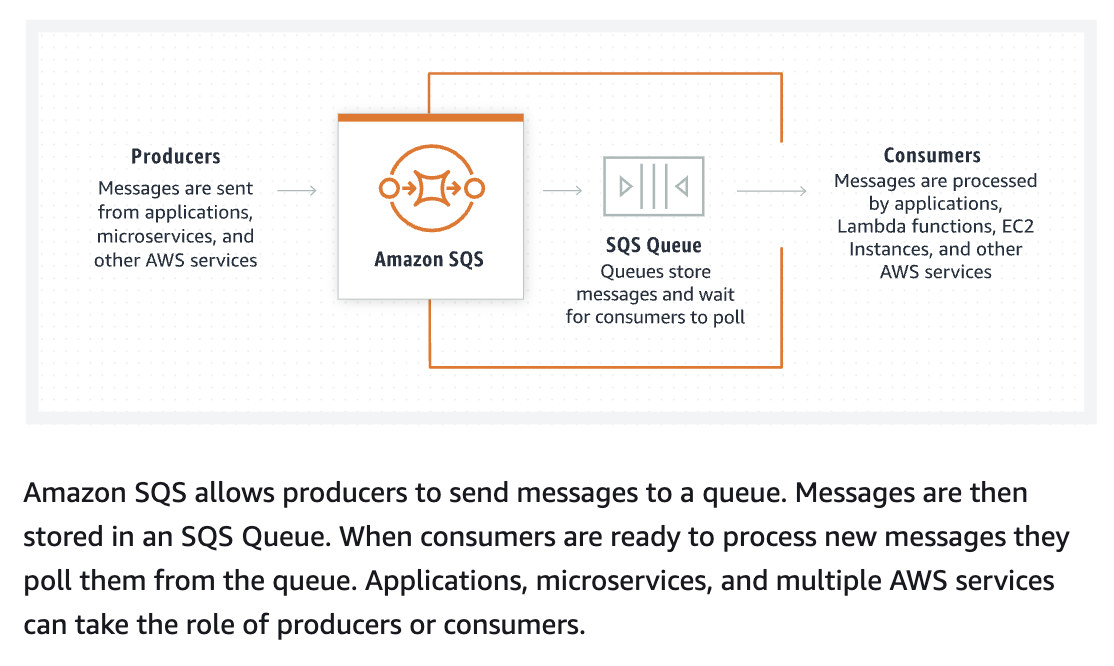 Producers
Messages are sent
from applications,
microservices, and
other AWS services
Amazon SQS
SQS Queue
Queues store
messages and wait
for consumers to poll
Consumers
Messages are processed
by applications,
Lambda functions, EC2
Instances, and other
AWS services
Amazon SQS allows producers to send messages to a queue. Messages are then
stored in an SQS Queue. When consumers are ready to process new messages they
poll them from the queue. Applications, microservices, and multiple AWS services
can take the role of producers or consumers.